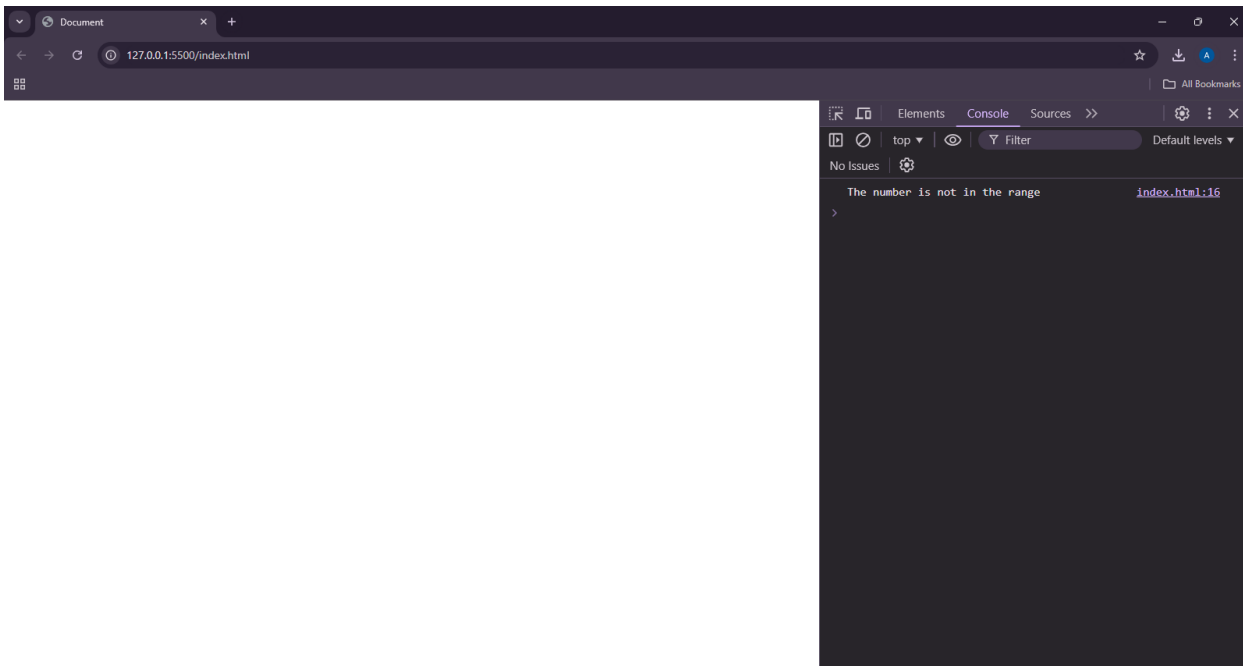 Document
127.0.0.1:5500/index.html
A
All Bookmarks
Elements Console Sources
top Filter Default levels
No Issues
The number is not in the range index.html:16